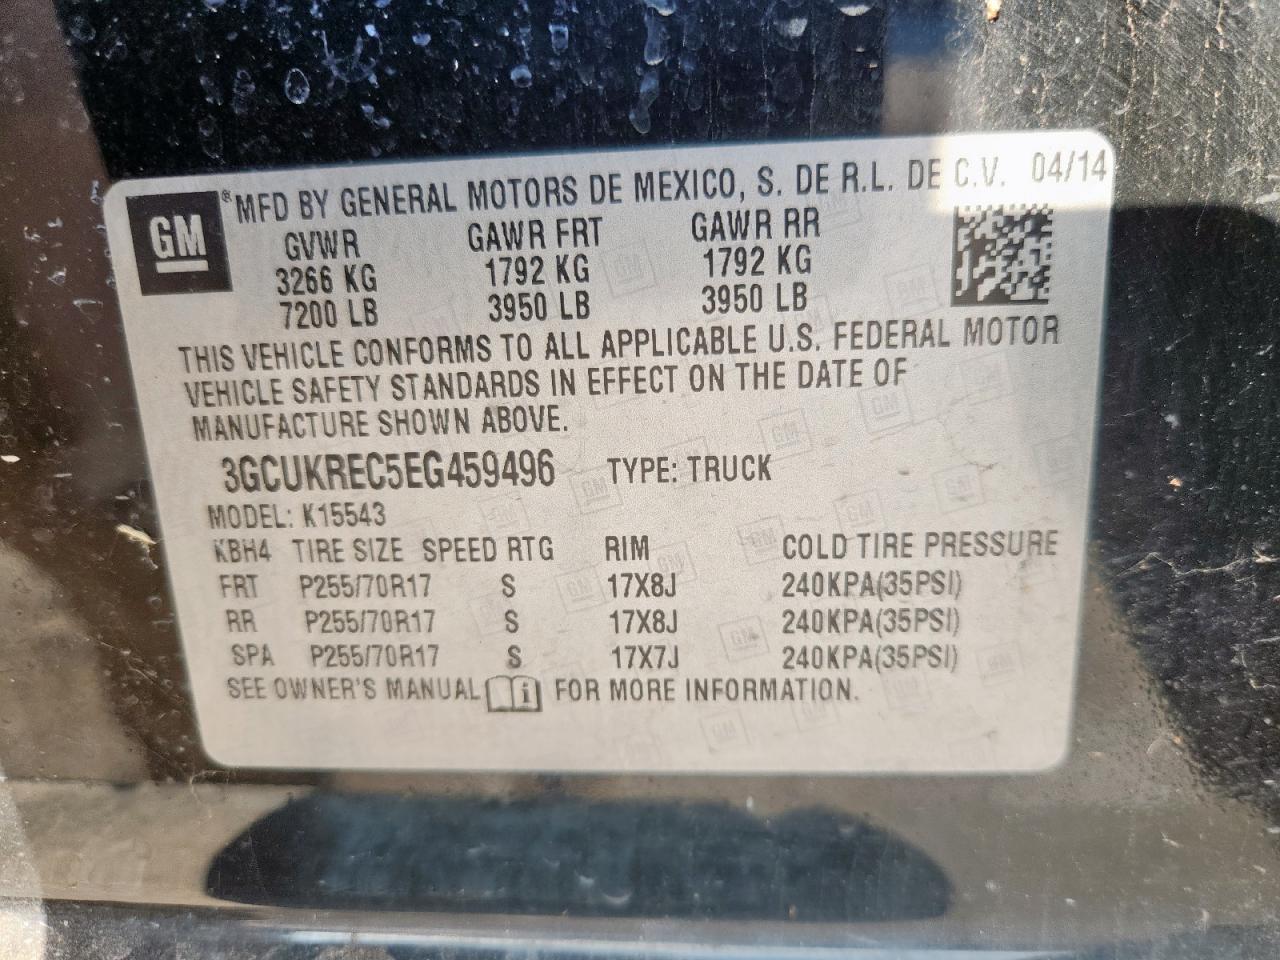 GM
® MFD BY GENERAL MOTORS DE MEXICO, S. DE R.L. DE C.V. 04/14
GVWR GAWR FRT GAWR RR
3266 KG 1792 KG 1792 KG
7200 LB 3950 LB 3950 LB
THIS VEHICLE CONFORMS TO ALL APPLICABLE U.S. FEDERAL MOTOR
VEHICLE SAFETY STANDARDS IN EFFECT ON THE DATE OF
MANUFACTURE SHOWN ABOVE.
3GCUKREC5EG459496 TYPE: TRUCK
MODEL: K15543
KBH4 TIRE SIZE SPEED RTG RIM COLD TIRE PRESSURE
FRT P255/70R17 S 17X8J 240KPA(35PSI)
RR P255/70R17 S 17X8J 240KPA(35PSI)
SPA P255/70R17 S 17X7J 240KPA(35PSI)
SEE OWNER'S MANUAL i FOR MORE INFORMATION.